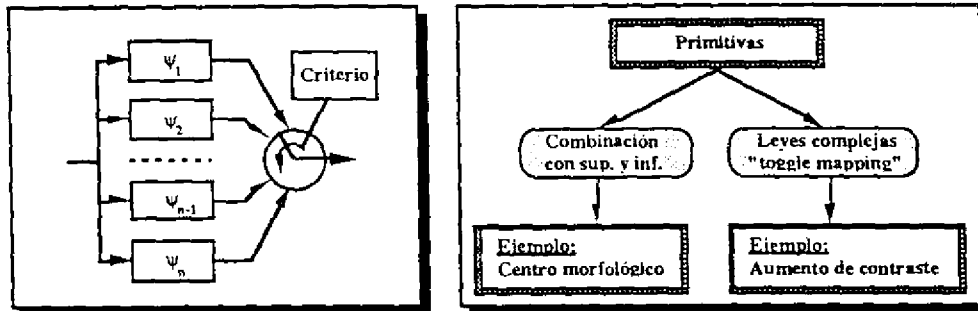 Ψ1
Criterio
Ψ2
Ψn-1
Ψn
Primitivas
Combinación
con sup. y inf.
Leyes complejas
"toggle mapping"
Ejemplo:
Centro morfológico
Ejemplo:
Aumento de contraste